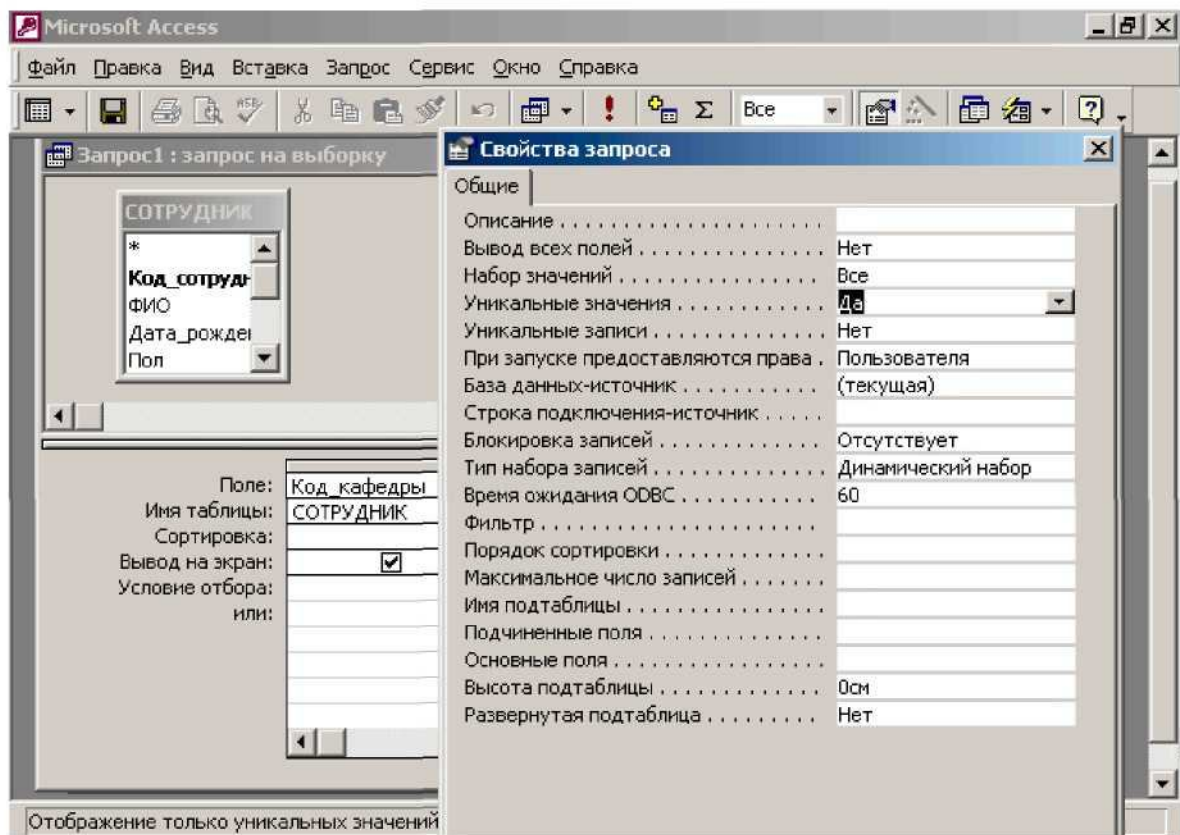 Microsoft Access
Файл Правка Вид Вставка Запрос Сервис Окно Справка
Все
Запрос1 : запрос на выборку
СОТРУДНИК
*
Код_сотрудн
ФИО
Дата_рожден
Пол
Поле: Код_кафедры
Имя таблицы: СОТРУДНИК
Сортировка:
Вывод на экран:
Условие отбора:
или:
Свойства запроса
Общие
Описание
Вывод всех полей Нет
Набор значений Все
Уникальные значения Да
Уникальные записи Нет
При запуске предоставляются права Пользователя
База данных-источник (текущая)
Строка подключения-источник
Блокировка записей Отсутствует
Тип набора записей Динамический набор
Время ожидания ODBC 60
Фильтр
Порядок сортировки
Максимальное число записей
Имя подтаблицы
Подчиненные поля
Основные поля
Высота подтаблицы 0см
Развернутая подтаблица Нет
Отображение только уникальных значений